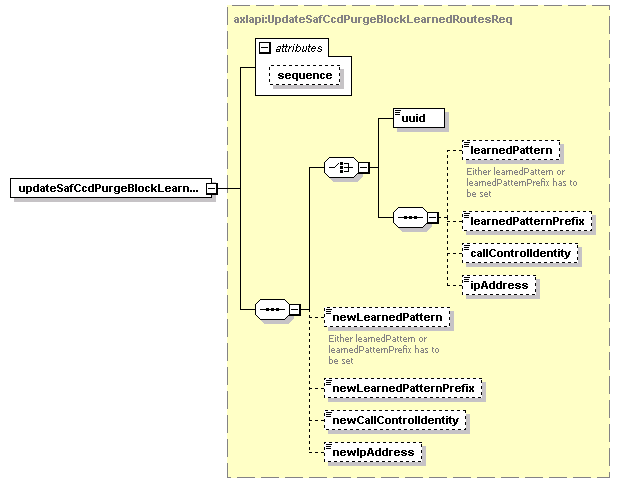 axlapi:UpdateSafCcdPurgeBlockLearnedRoutesReq
attributes
sequence
uuid
learnedPattern
Either learnedPattern or
learnedPatternPrefix has to
be set
updateSafCcdPurgeBlockLearn...
learnedPatternPrefix
callControlIdentity
ipAddress
newLearnedPattern
Either learnedPattern or
learnedPatternPrefix has to
be set
newLearnedPatternPrefix
newCallControlIdentity
newIpAddress